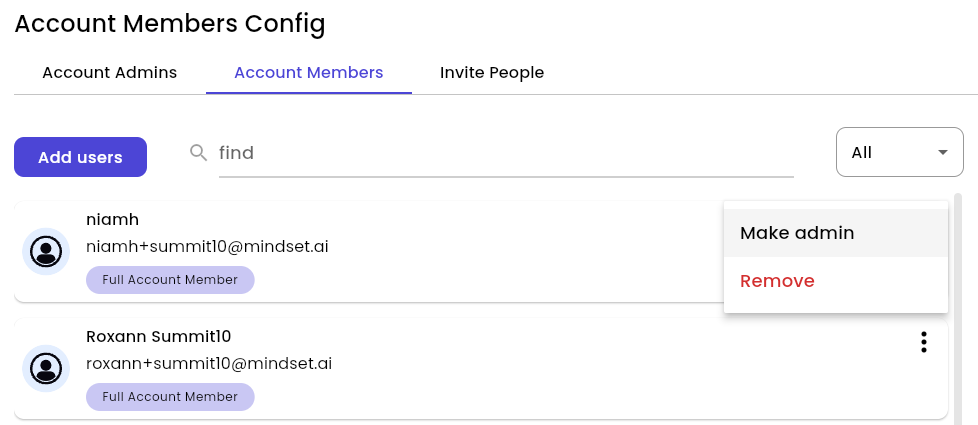 Account Members Config
Account Admins
Account Members
Invite People
Add users
find
All
niamh
niamh+summit10@mindset.ai
Full Account Member
Make admin
Remove
Roxann Summit10
roxann+summit10@mindset.ai
Full Account Member